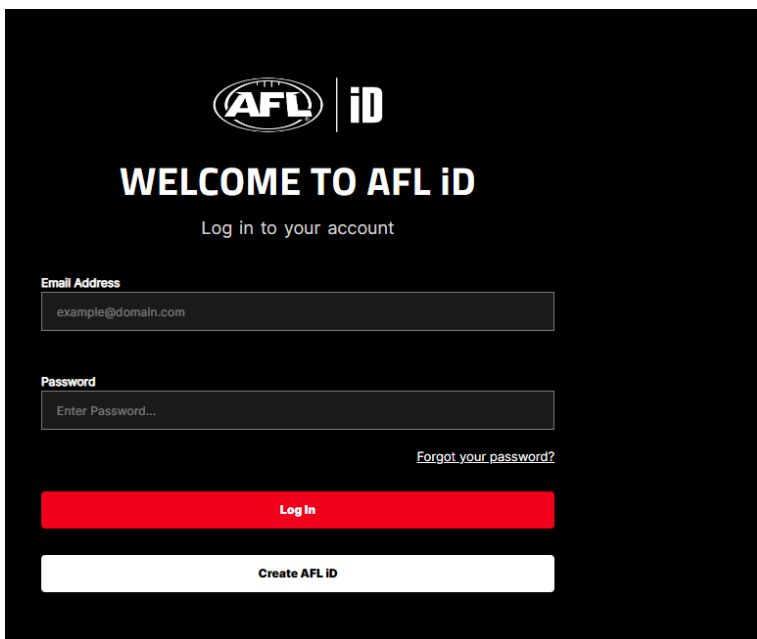 AFL iD
WELCOME TO AFL iD
Log in to your account
Email Address
example@domain.com
Password
Enter Password...
Forgot your password?
Log In
Create AFL iD